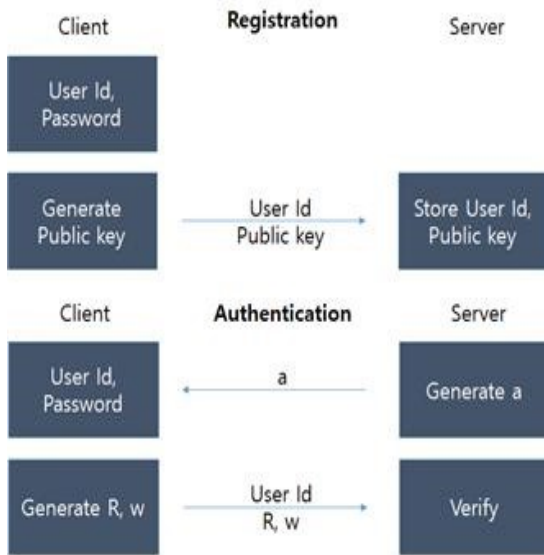 Client Registration Server
User Id,
Password
Generate
Public key
User Id
Public key
Store User Id,
Public key
Client Authentication Server
User Id,
Password
a
Generate a
Generate R, w
User Id
R, w
Verify